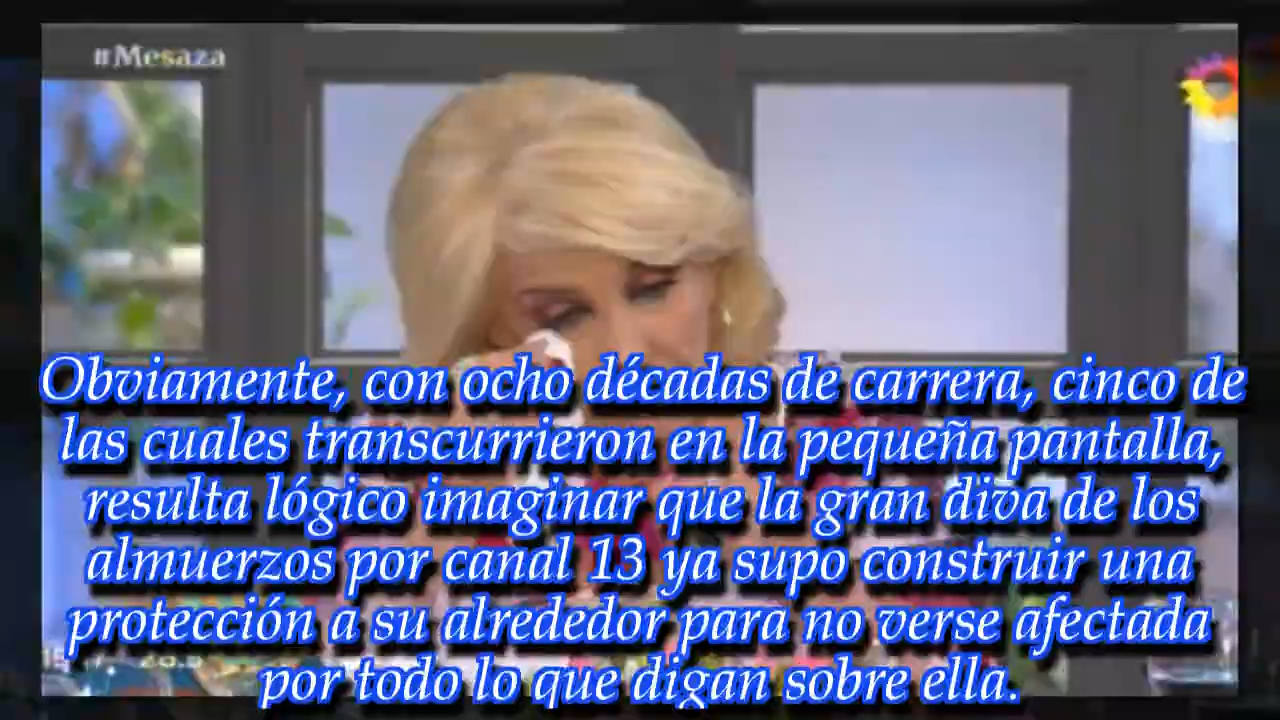 #Mesaza
Obviamente, con ocho décadas de carrera, cinco de
las cuales transcurrieron en la pequeña pantalla,
resulta lógico imaginar que la gran diva de los
almuerzos por canal 13 ya supo construir una
protección a su alrededor para no verse afectada
por todo lo que digan sobre ella.